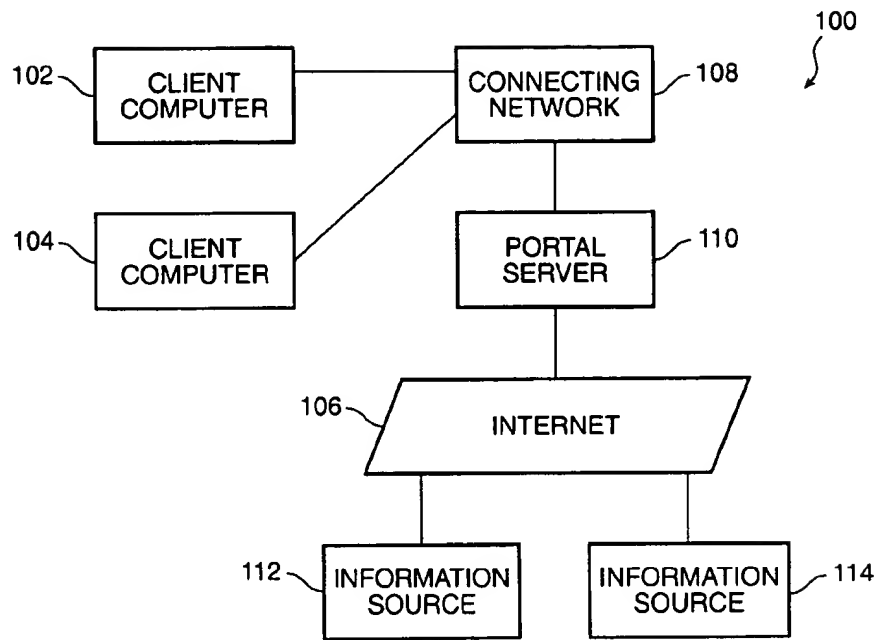 100
102
CLIENT
COMPUTER
CONNECTING
NETWORK
108
104
CLIENT
COMPUTER
PORTAL
SERVER
110
106
INTERNET
112
INFORMATION
SOURCE
INFORMATION
SOURCE
114